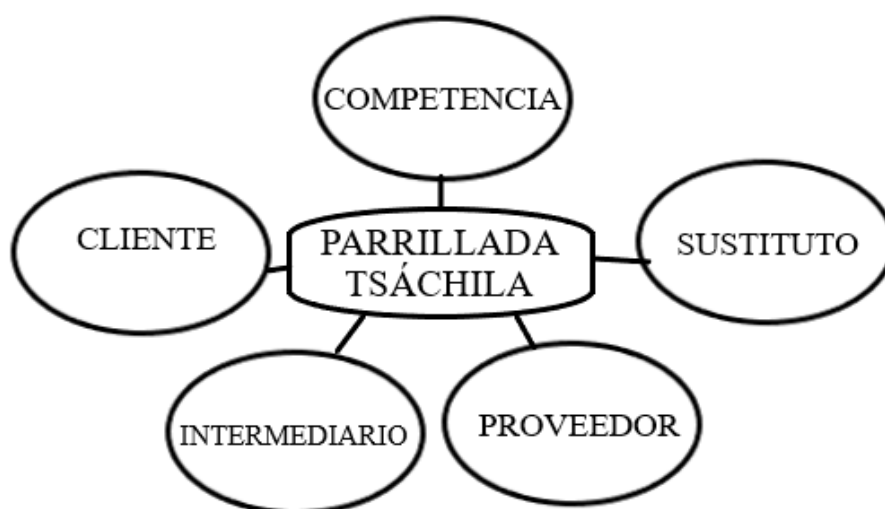 COMPETENCIA
CLIENTE
PARRILLADA
TSÁCHILA
SUSTITUTO
INTERMEDIARIO
PROVEEDOR